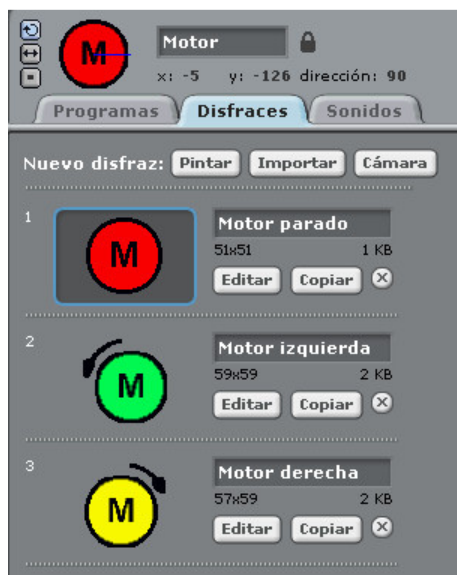 M
Motor
x: -5 y: -126 dirección: 90
Programas Disfraces Sonidos
Nuevo disfraz: Pintar Importar Cámara
1
M
Motor parado
51x51 1 KB
Editar Copiar
2
M
Motor izquierda
59x59 2 KB
Editar Copiar
3
M
Motor derecha
57x59 2 KB
Editar Copiar